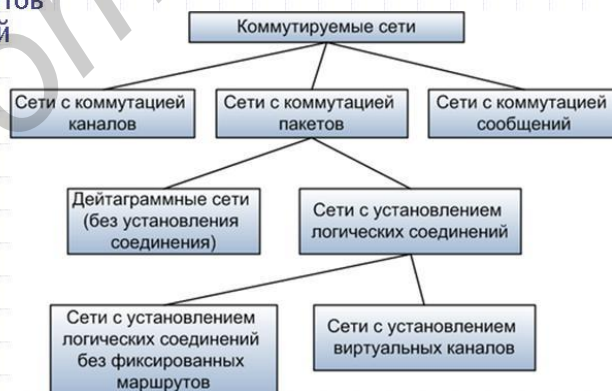 тов
й
Коммутируемые сети
Сети с коммутацией
каналов
Сети с коммутацией
пакетов
Сети с коммутацией
сообщений
Дейтаграммные сети
(без установления
соединения)
Сети с установлением
логических соединений
Сети с установлением
логических соединений
без фиксированных
маршрутов
Сети с установлением
виртуальных каналов